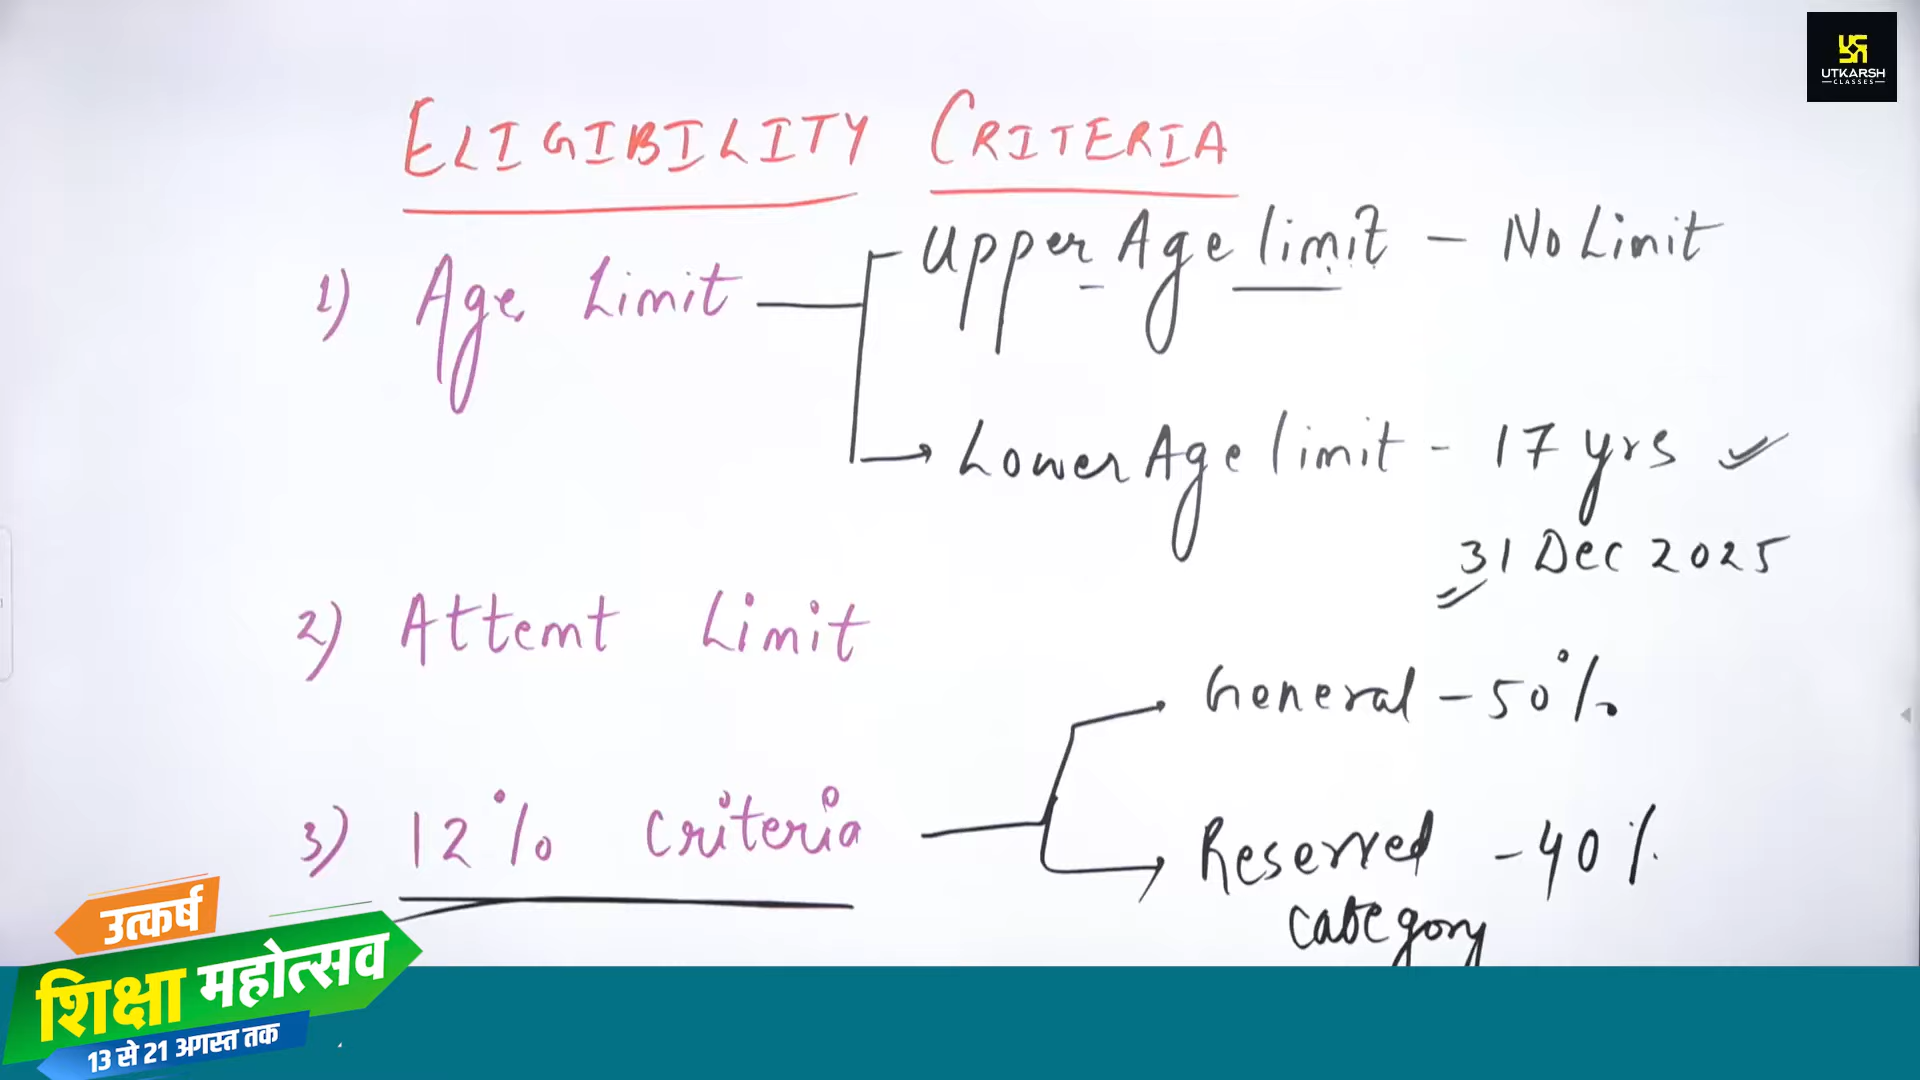 UTKARSH
CLASSES
ELIGIBILITY CRITERIA
1) Age Limit
Upper Age limit - No Limit
Lower Age limit - 17 yrs
31 Dec 2025
2) Attemt Limit
3) 12% criteria
General - 50%
Reserved - 40%
category
उत्कर्ष
शिक्षा महोत्सव
13 से 21 अगस्त तक